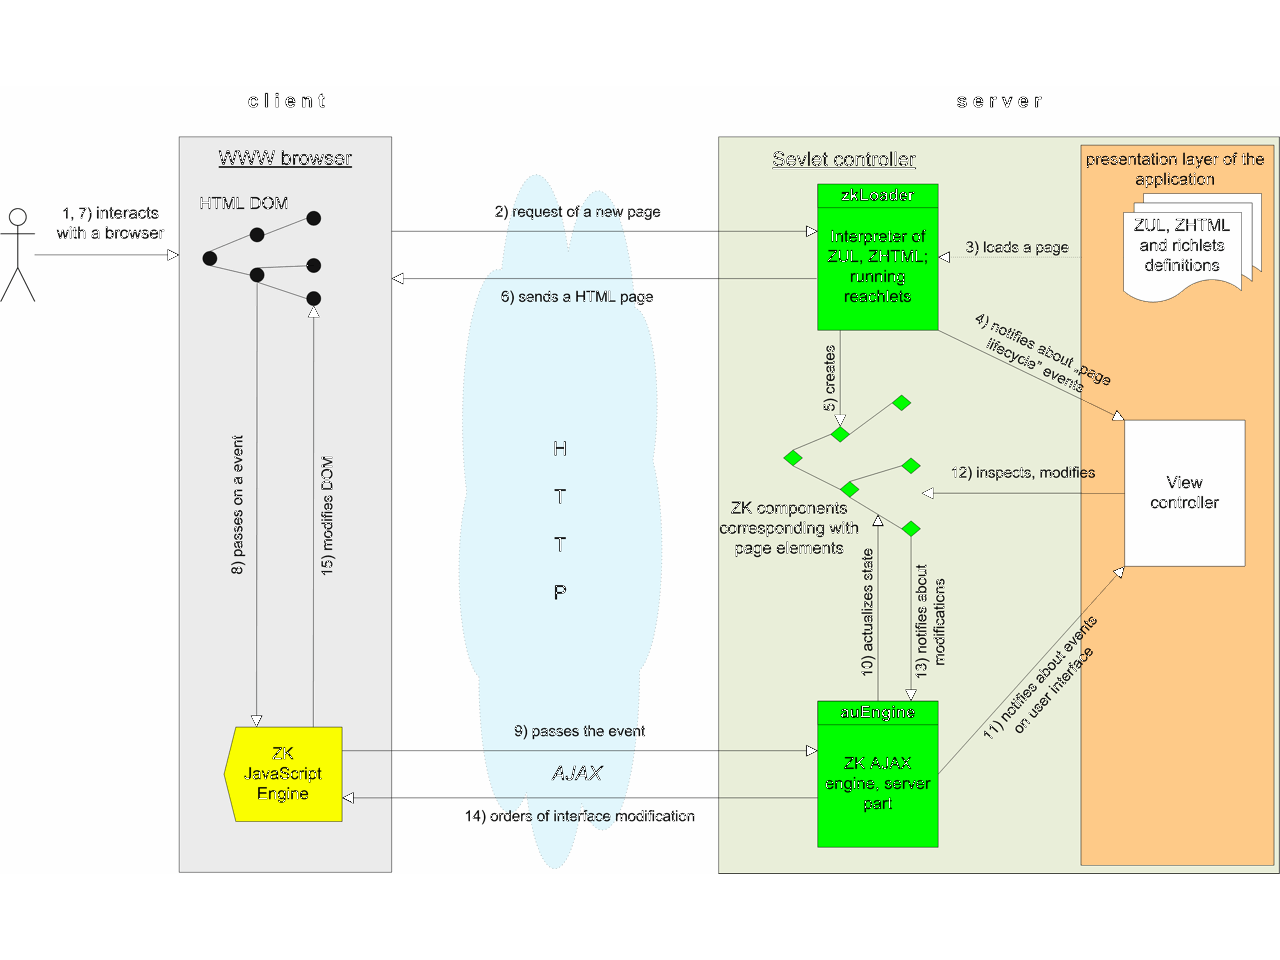 client
server
WWW browser
HTML DOM
1, 7) interacts
with a browser
8) passes on a event
15) modifies DOM
ZK
JavaScript
Engine
2) request of a new page
6) sends a HTML page
H
T
T
P
9) passes the event
AJAX
14) orders of interface modification
Sevlet controller
zkLoader
Interpreter of
ZUL, ZHTML;
running
reachlets
3) loads a page
4) notifies about „page
lifecycle" events
5) creates
ZK components
corresponding with
page elements
12) inspects, modifies
10) actualizes state
13) notifies about
modifications
11) notifies about events
on user interface
auEngine
ZK AJAX
engine, server
part
presentation layer of the
application
ZUL, ZHTML
and richlets
definitions
View
controller